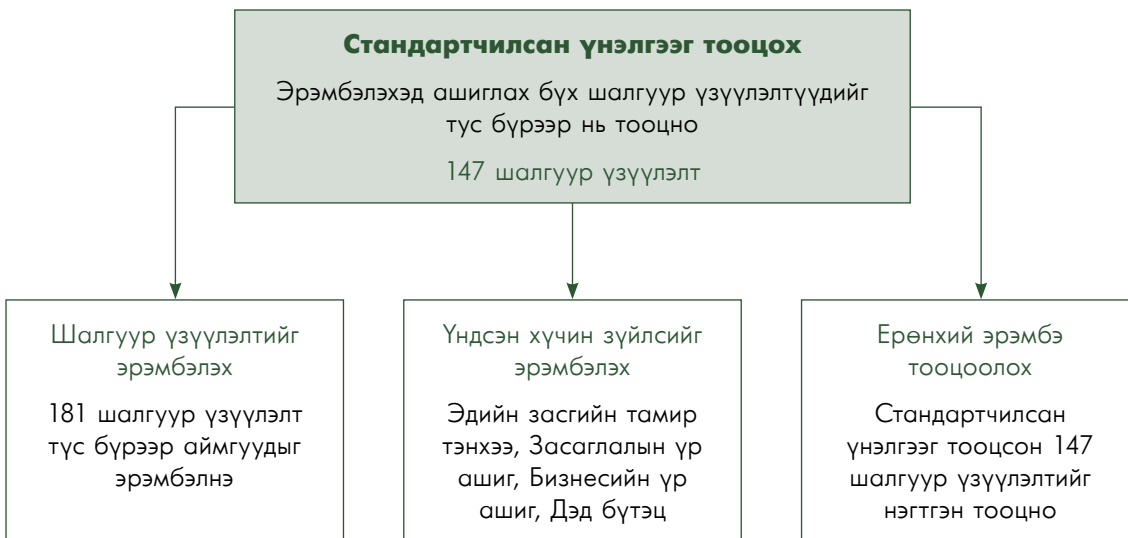 Стандартчилсан үнэлгээг тооцох
Эрэмбэлэхэд ашиглах бүх шалгуур үзүүлэлтүүдийг
тус бүрээр нь тооцно
147 шалгуур үзүүлэлт
Шалгуур үзүүлэлтийг
эрэмбэлэх
181 шалгуур үзүүлэлт
түс бүрээр аймгуудыг
эрэмбэлнэ
Үндсэн хүчин зүйлсийг
эрэмбэлэх
Эдийн засгийн тамир
тэнхээ, Засаглалын үр
ашиг, Бизнесийн үр
ашиг, Дэд бүтэц
Ерөнхий эрэмбэ
тооцоолох
Стандартчилсан
үнэлгээг тооцсон 147
шалгуур үзүүлэлтийг
нэгтгэн тооцно